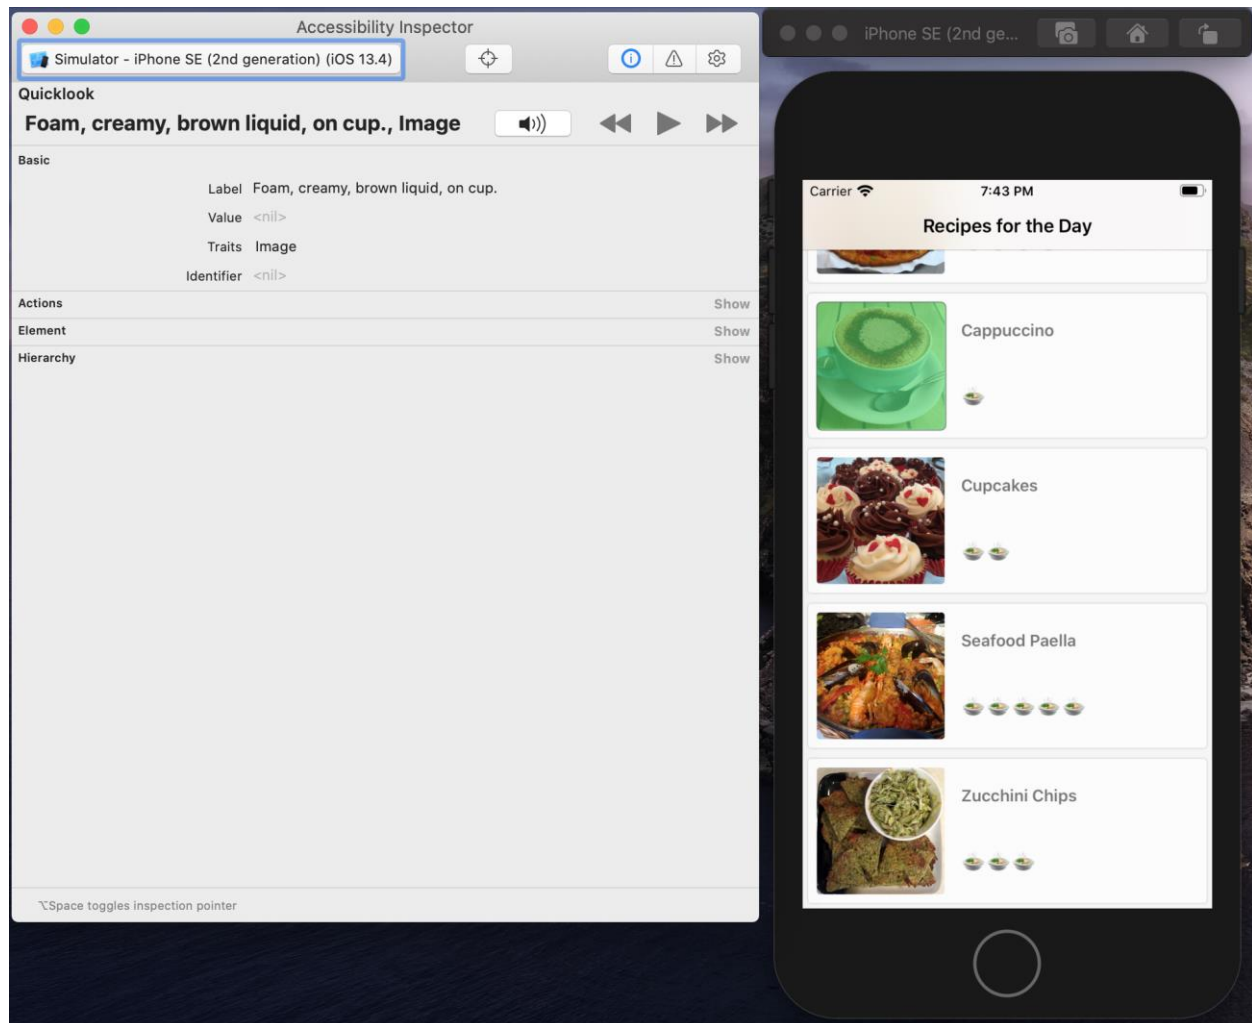 Accessibility Inspector
Simulator - iPhone SE (2nd generation) (iOS 13.4)
Quicklook
Foam, creamy, brown liquid, on cup., Image
Basic
Label Foam, creamy, brown liquid, on cup.
Value <nil>
Traits Image
Identifier <nil>
Actions Show
Element Show
Hierarchy Show
⌥Space toggles inspection pointer
iPhone SE (2nd ge...
Carrier 7:43 PM
Recipes for the Day
Cappuccino
Cupcakes
Seafood Paella
Zucchini Chips